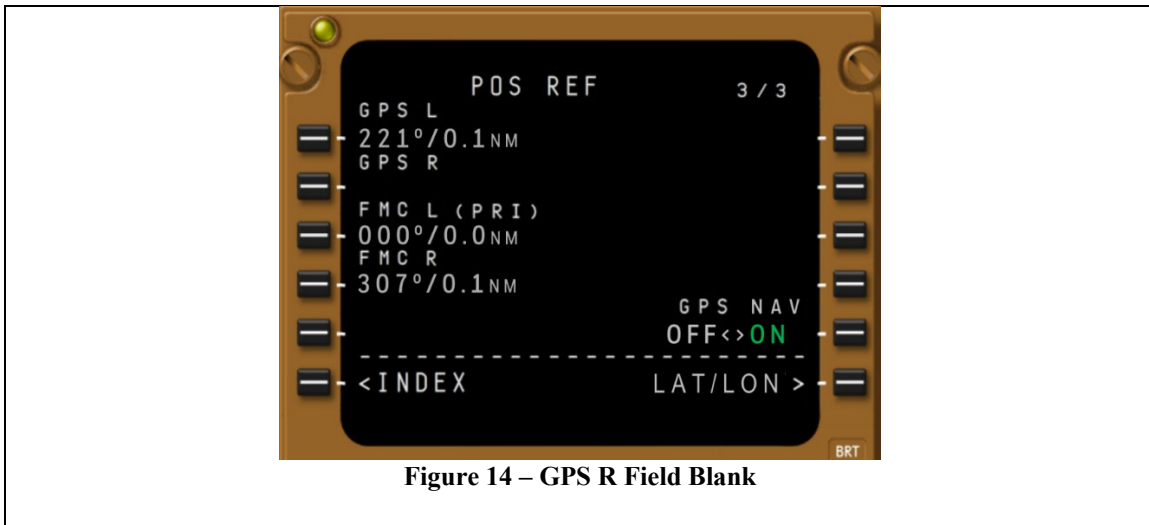 POS REF 3/3
GPS L
221°/0.1NM
GPS R
FMC L (PRI)
000°/0.0NM
FMC R
307°/0.1NM
GPS NAV
OFF<>ON
------------------------
<INDEX LAT/LON>
BRT
Figure 14 – GPS R Field Blank